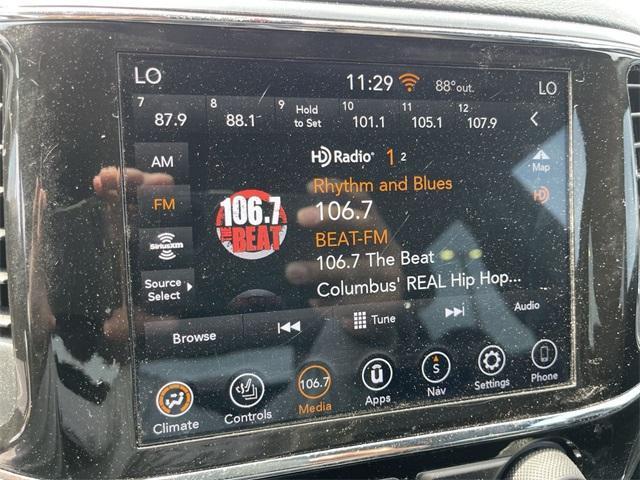 LO 11:29 88°out. LO
7 8 9 10 11 12
87.9 88.1 Hold to Set 101.1 105.1 107.9
AM
FM
SiriusXM
Source Select
HD Radio 1 2
Rhythm and Blues
106.7
BEAT-FM
106.7 The Beat
Columbus' REAL Hip Hop...
106.7
THE BEAT
Map
HD
Browse Tune Audio
Climate Controls 106.7 Media Apps S Nav Settings Phone